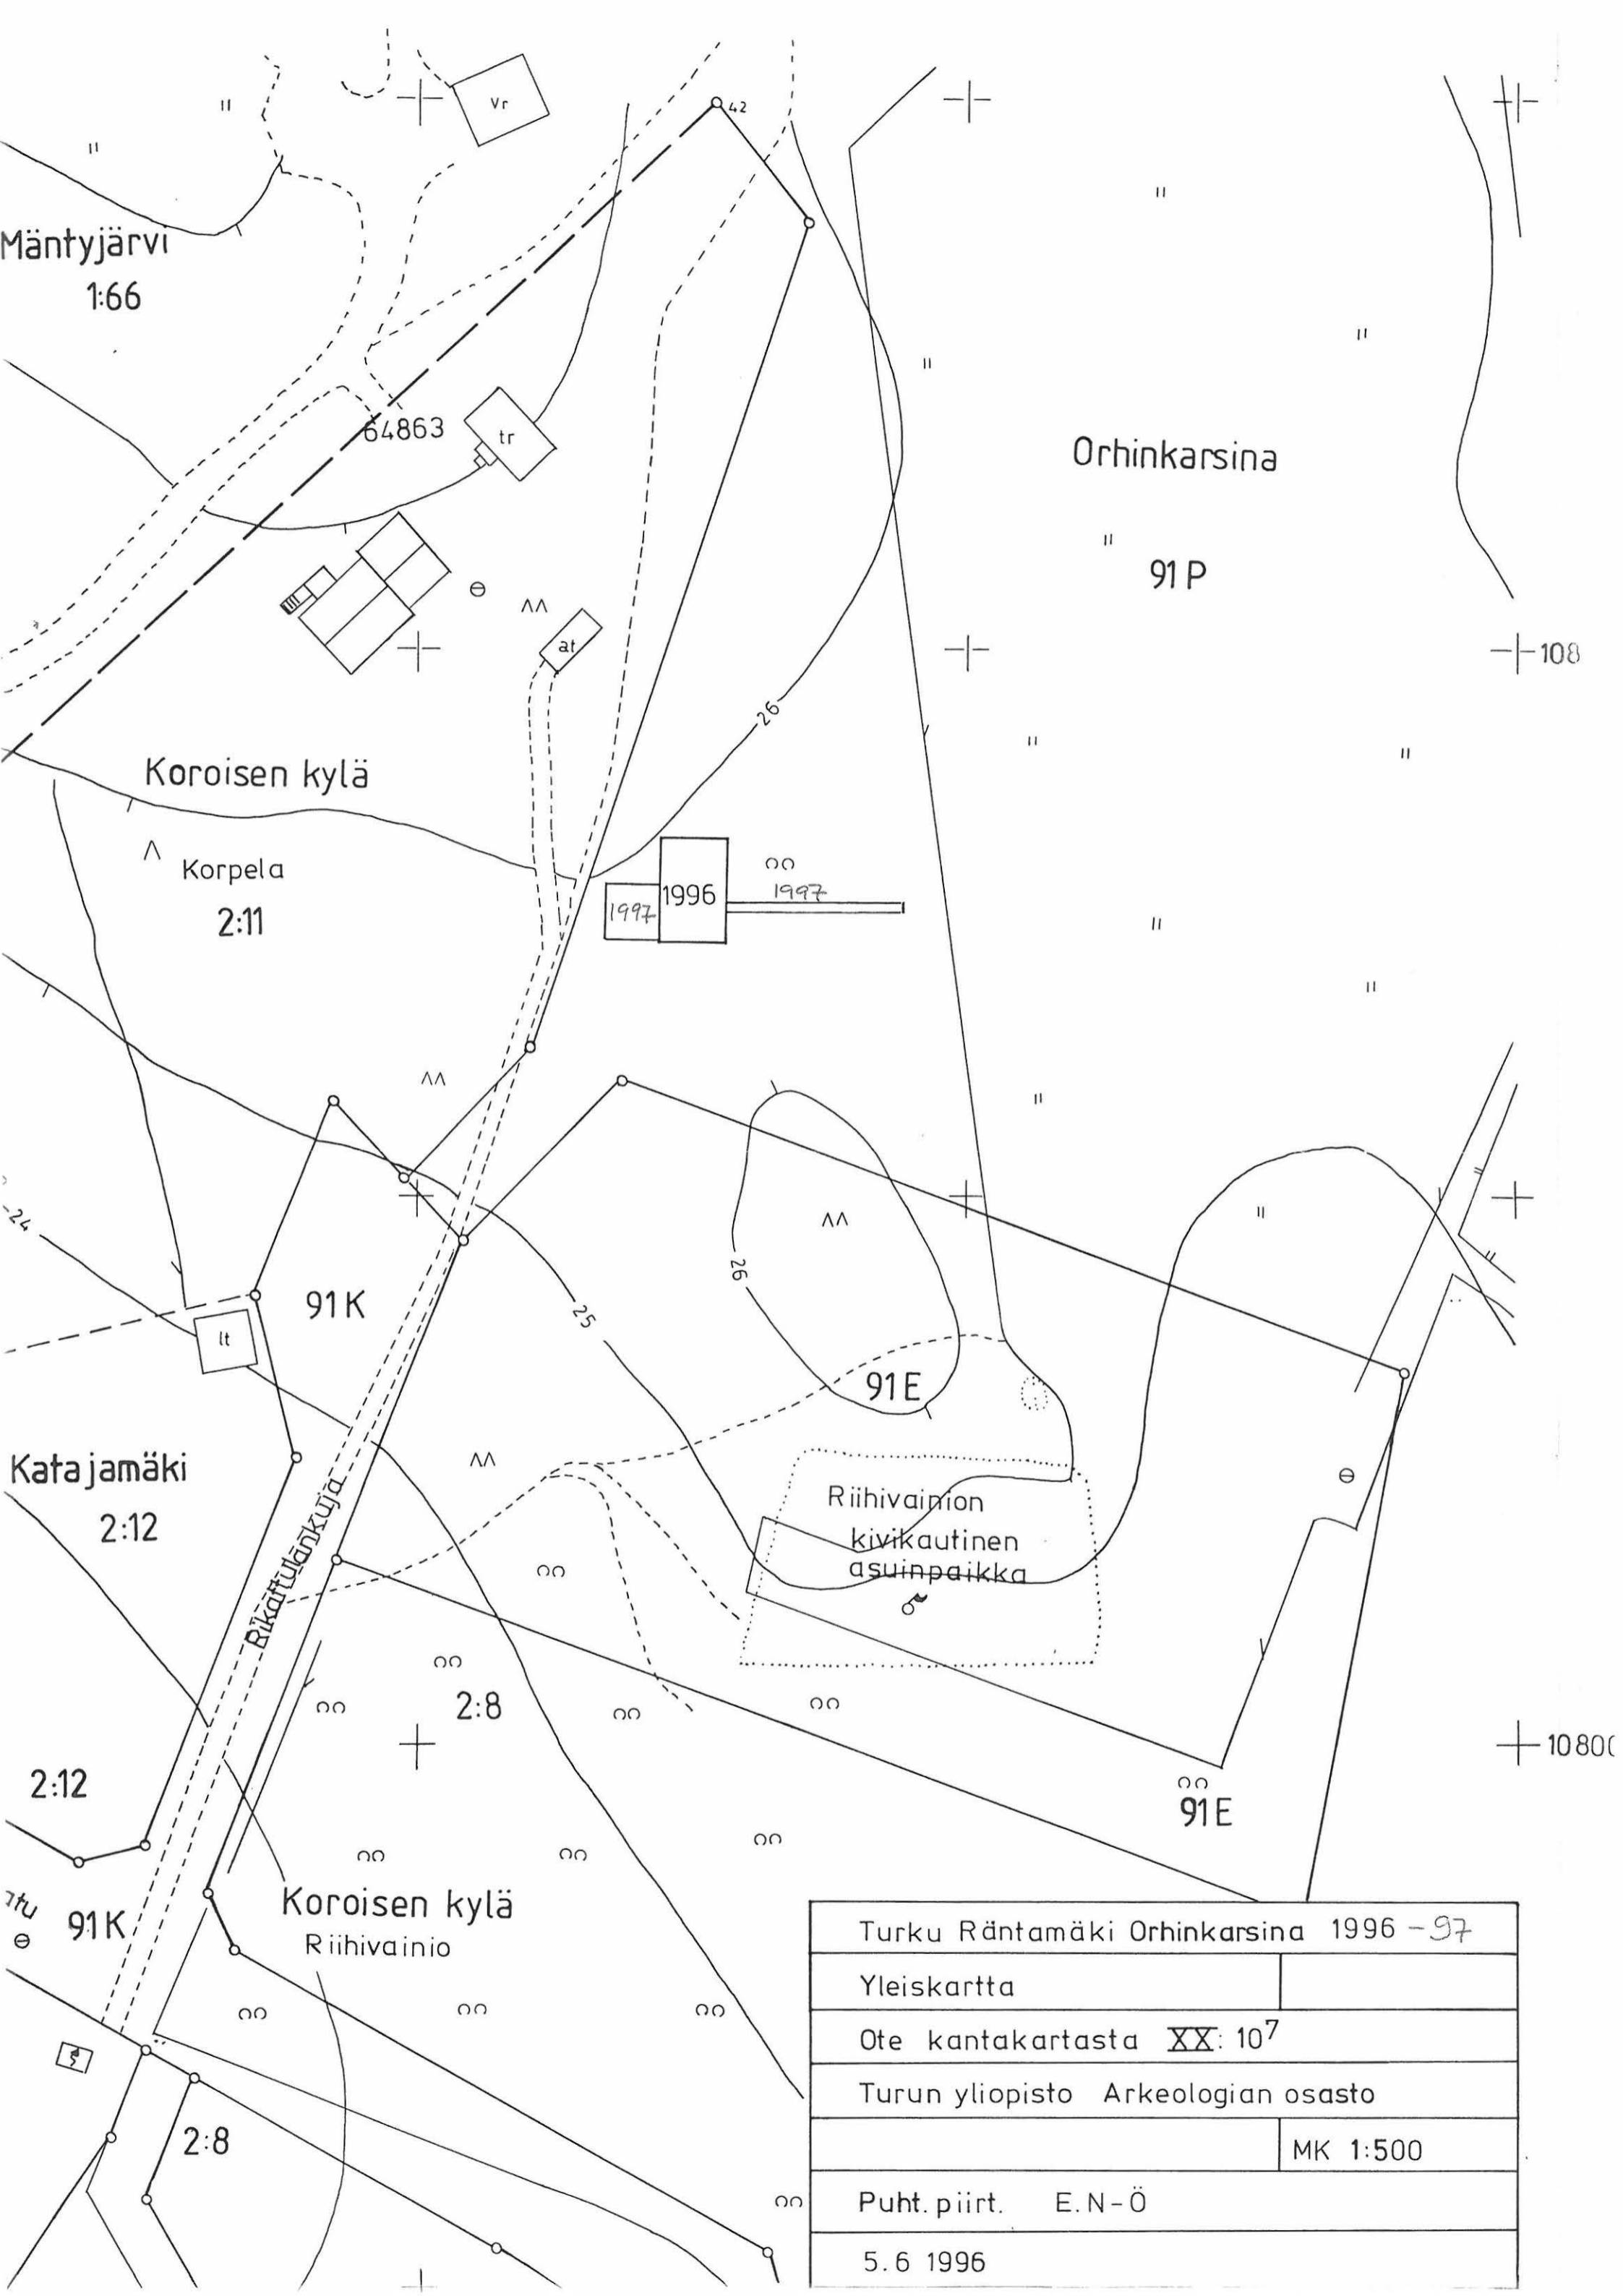 42
Vr
Mäntyjärvi
1:66
64863
tr
Orhinkarsina
91 P
at
108
26
Koroisen kylä
Korpela
2:11
1996
1997
1997
24
91 K
lt
25
26
91 E
Katajamäki
2:12
Riihivainion
kivikautinen
asuinpaikka
Rikattulankuja
2:8
2:12
10800
91 E
91 K
Koroisen kylä
Riihivainio
2:8
Turku Räntamäki Orhinkarsina 1996 - 97
Yleiskartta
Ote kantakartasta XX: 10⁷
Turun yliopisto Arkeologian osasto
MK 1:500
Puht. piirt. E.N-Ö
5.6 1996